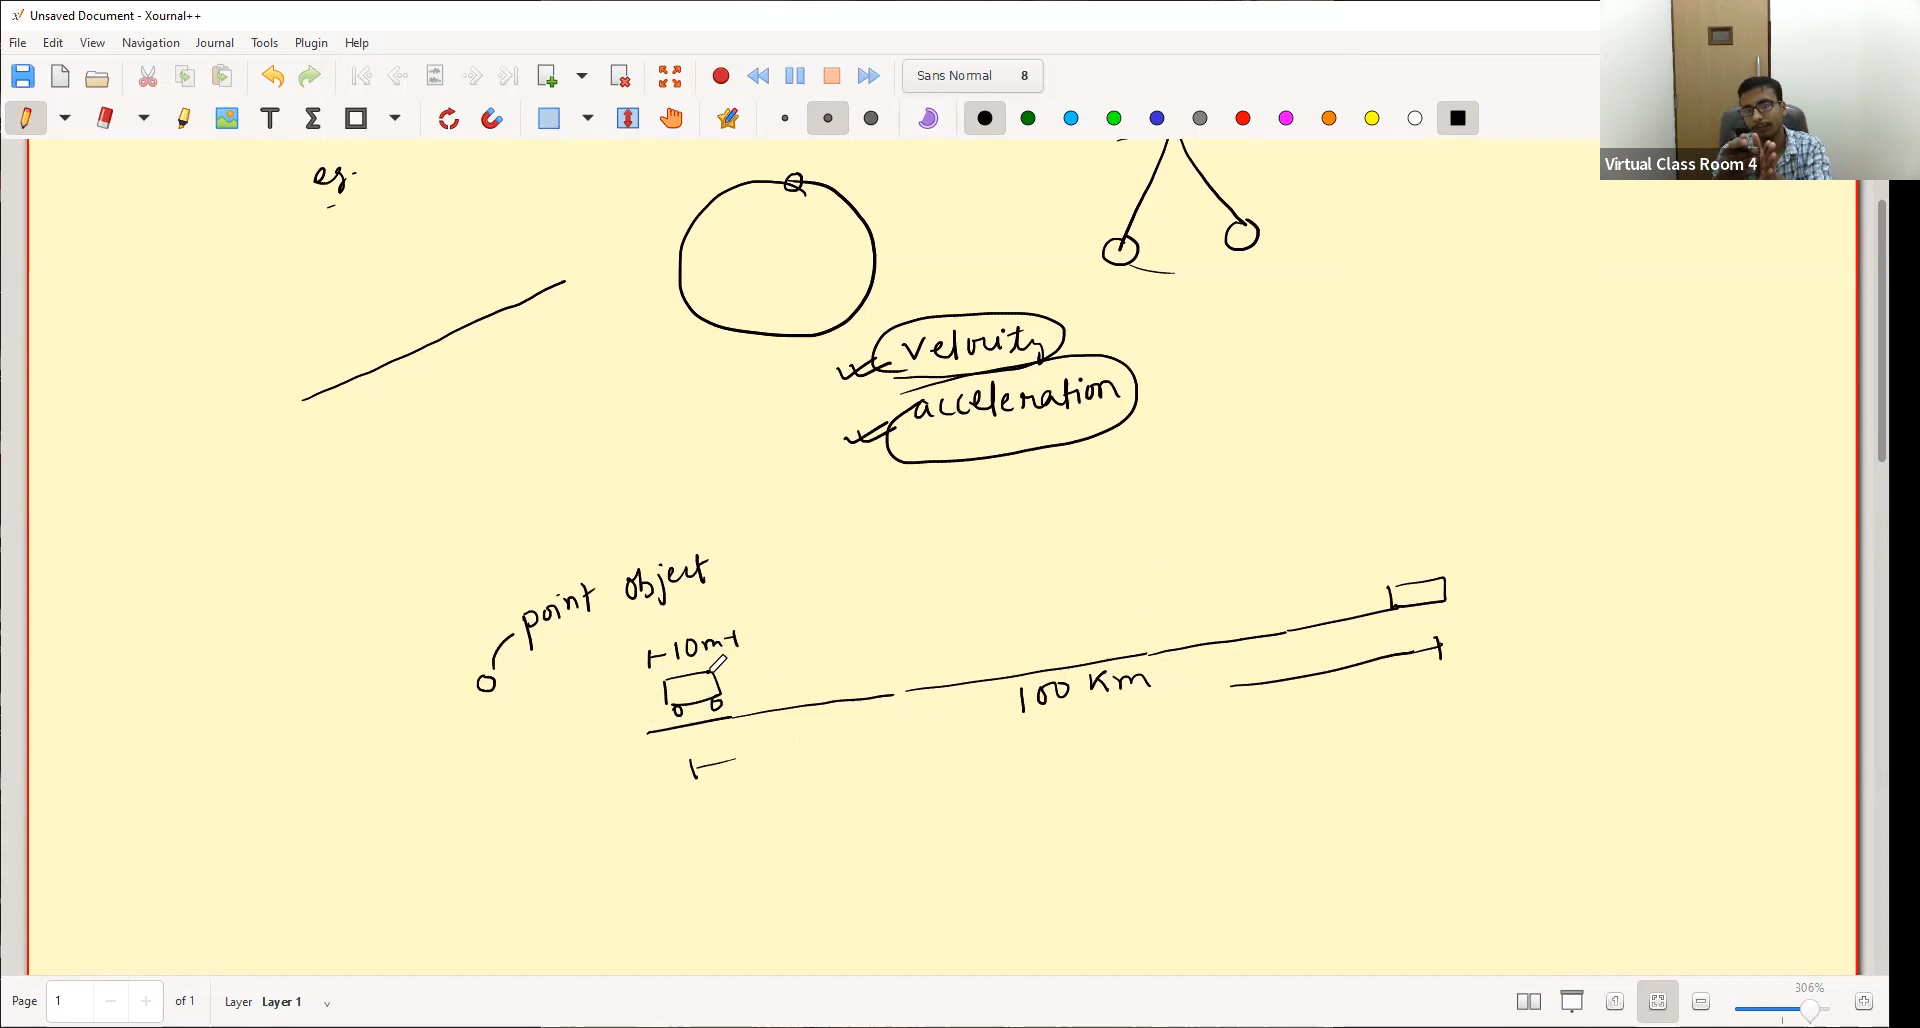 Unsaved Document - Xournal++
File Edit View Navigation Journal Tools Plugin Help
Sans Normal 8
Virtual Class Room 4
eg.
velocity
acceleration
point object
10m
100 Km
Page 1 of 1 Layer Layer 1
306%